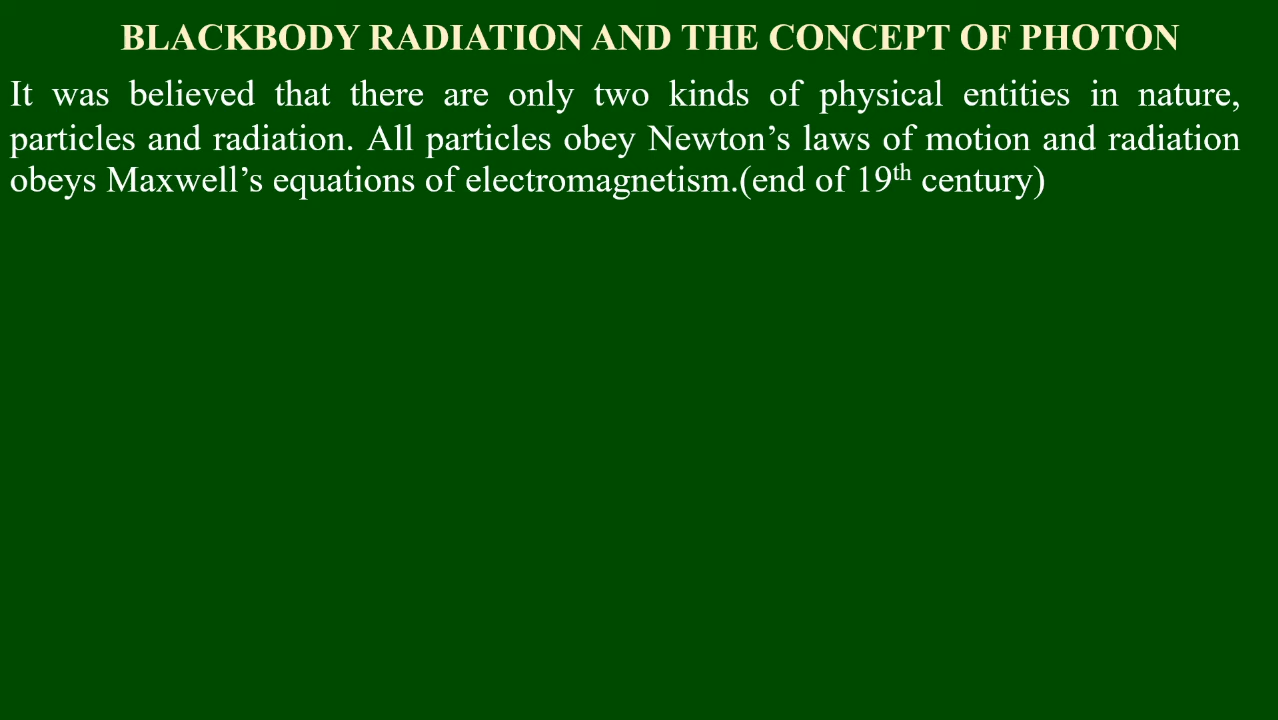 BLACKBODY RADIATION AND THE CONCEPT OF PHOTON
It was believed that there are only two kinds of physical entities in nature,
particles and radiation. All particles obey Newton’s laws of motion and radiation
obeys Maxwell’s equations of electromagnetism.(end of 19th century)